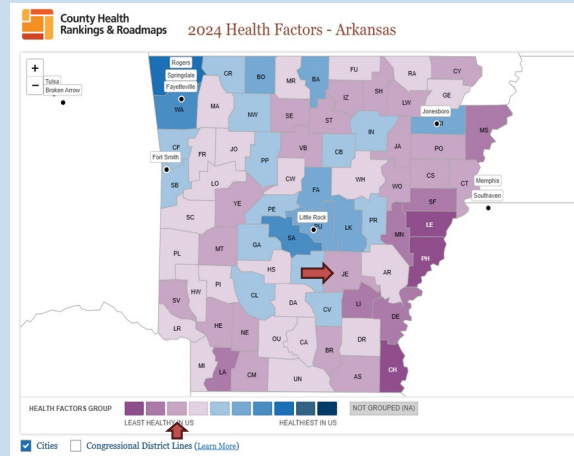 County Health
Rankings & Roadmaps
2024 Health Factors - Arkansas
+
−
Tulsa
Broken Arrow
Rogers
Springdale
Fayetteville
CR
BO
MR
BA
FU
RA
CY
WA
MA
NW
SE
IZ
SH
LW
GE
Jonesboro
MS
ST
IN
CF
FR
JO
PP
VB
CB
JA
PO
Fort Smith
CW
WH
WO
CS
CT
Memphis
Southaven
SB
LO
FA
SC
YE
PE
Little Rock
SA
LK
PR
SF
LE
MN
PH
PL
MT
GA
HS
JE
AR
HW
PI
CL
DA
CV
LI
DE
SV
LR
HE
NE
OU
CA
BR
DR
MI
LA
CM
UN
AS
CH
HEALTH FACTORS GROUP
NOT GROUPED (NA)
LEAST HEALTHY IN US
HEALTHIEST IN US
Cities
Congressional District Lines (Learn More)